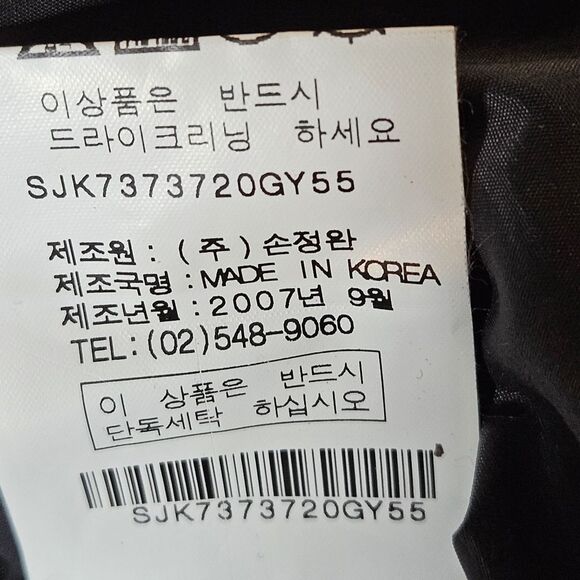 이상품은 반드시
드라이크리닝 하세요
SJK7373720GY55
제조원 : (주) 손정완
제조국명 : MADE IN KOREA
제조년월 : 2007년 9월
TEL: (02)548-9060
이 상품은 반드시
단독세탁 하십시오
SJK7373720GY55